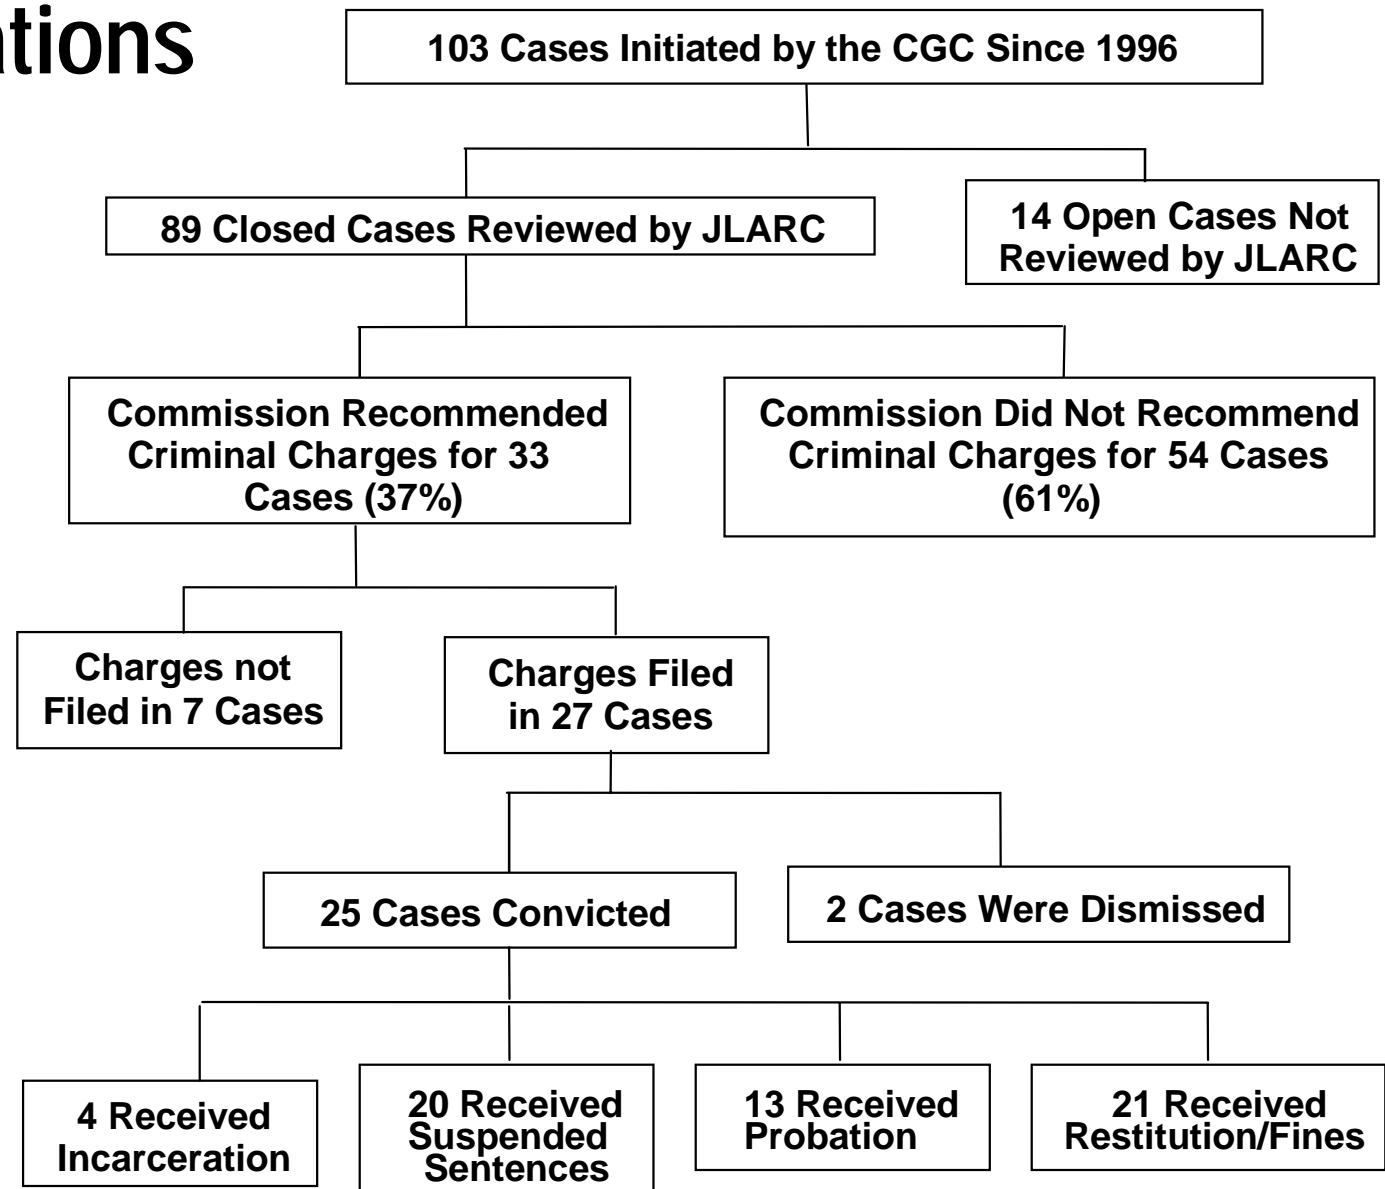 ations
103 Cases Initiated by the CGC Since 1996
89 Closed Cases Reviewed by JLARC
14 Open Cases Not
Reviewed by JLARC
Commission Recommended
Criminal Charges for 33
Cases (37%)
Commission Did Not Recommend
Criminal Charges for 54 Cases
(61%)
Charges not
Filed in 7 Cases
Charges Filed
in 27 Cases
25 Cases Convicted
2 Cases Were Dismissed
4 Received
Incarceration
20 Received
Suspended
Sentences
13 Received
Probation
21 Received
Restitution/Fines